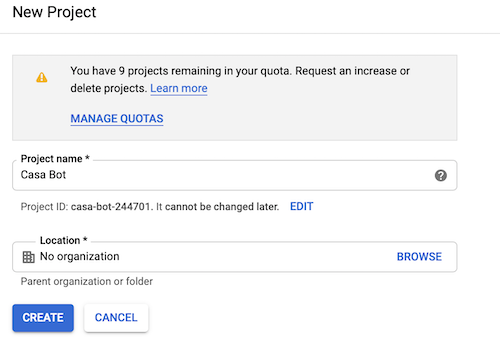 New Project
You have 9 projects remaining in your quota. Request an increase or
delete projects. Learn more
MANAGE QUOTAS
Project name *
Casa Bot
Project ID: casa-bot-244701. It cannot be changed later. EDIT
Location *
No organization BROWSE
Parent organization or folder
CREATE CANCEL